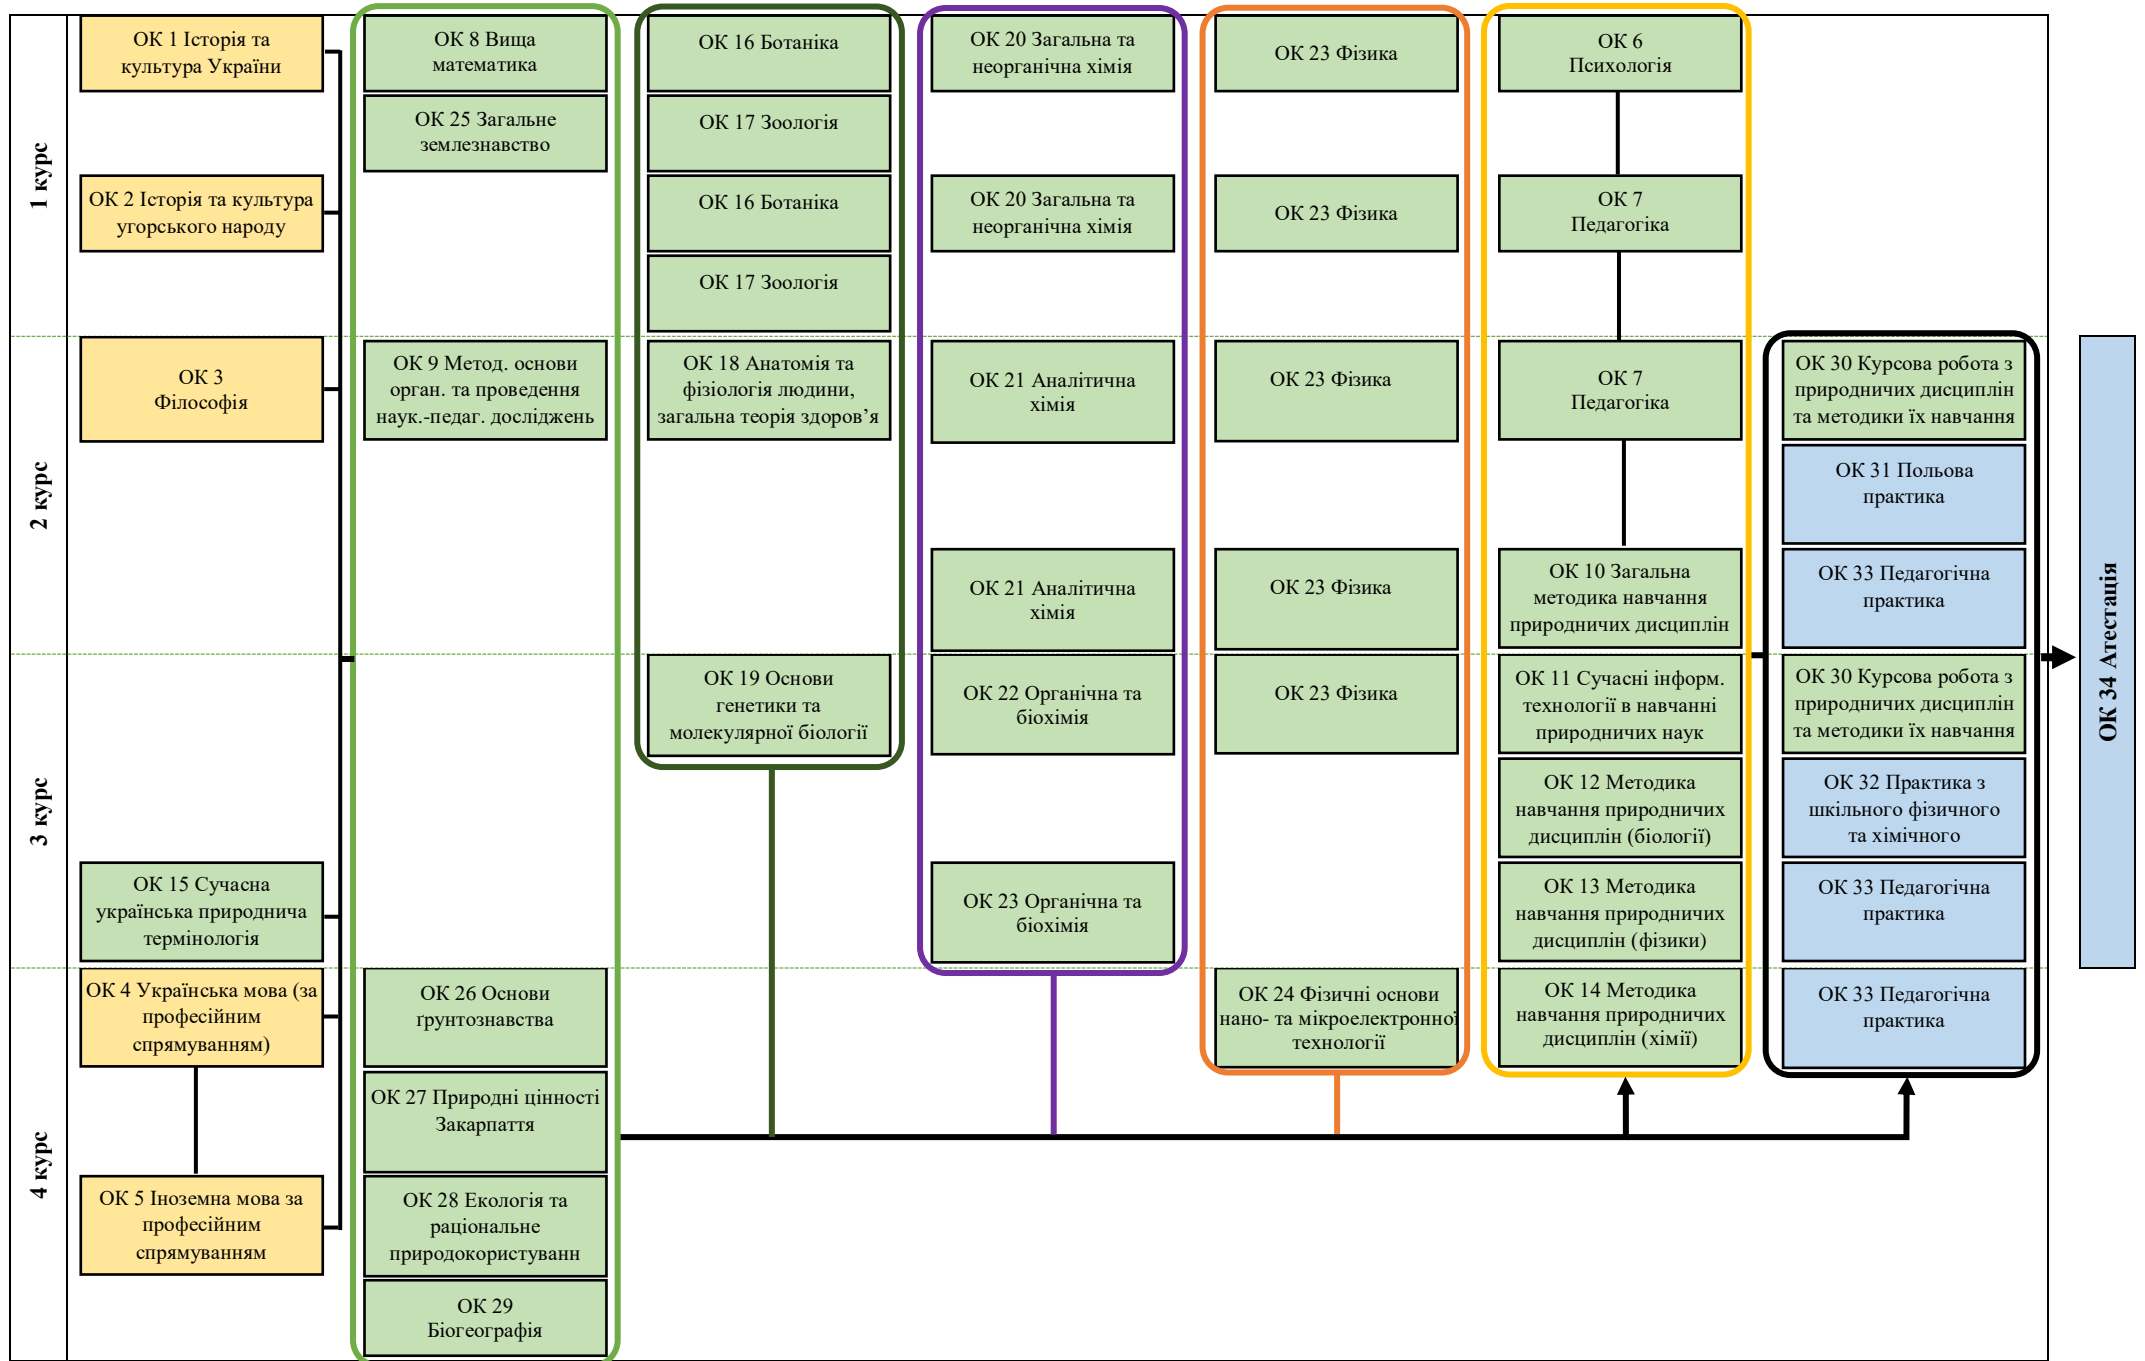 1 курс
ОК 1 Історія та
культура України
ОК 2 Історія та культура
угорського народу
ОК 8 Вища
математика
ОК 25 Загальне
землезнавство
ОК 16 Ботаніка
ОК 17 Зоологія
ОК 16 Ботаніка
ОК 17 Зоологія
ОК 20 Загальна та
неорганічна хімія
ОК 20 Загальна та
неорганічна хімія
ОК 23 Фізика
ОК 23 Фізика
ОК 6
Психологія
ОК 7
Педагогіка
2 курс
ОК 3
Філософія
ОК 9 Метод. основи
орган. та проведення
наук.-педаг. досліджень
ОК 18 Анатомія та
фізіологія людини,
загальна теорія здоров’я
ОК 21 Аналітична
хімія
ОК 21 Аналітична
хімія
ОК 23 Фізика
ОК 23 Фізика
ОК 7
Педагогіка
ОК 10 Загальна
методика навчання
природничих дисциплін
ОК 30 Курсова робота з
природничих дисциплін
та методики їх навчання
ОК 31 Польова
практика
ОК 33 Педагогічна
практика
3 курс
ОК 15 Сучасна
українська природнича
термінологія
ОК 19 Основи
генетики та
молекулярної біології
ОК 22 Органічна та
біохімія
ОК 23 Органічна та
біохімія
ОК 23 Фізика
ОК 11 Сучасні інформ.
технології в навчанні
природничих наук
ОК 12 Методика
навчання природничих
дисциплін (біології)
ОК 13 Методика
навчання природничих
дисциплін (фізики)
ОК 30 Курсова робота з
природничих дисциплін
та методики їх навчання
ОК 32 Практика з
шкільного фізичного
та хімічного
ОК 33 Педагогічна
практика
4 курс
ОК 4 Українська мова (за
професійним
спрямуванням)
ОК 5 Іноземна мова за
професійним
спрямуванням
ОК 26 Основи
ґрунтознавства
ОК 27 Природні цінності
Закарпаття
ОК 28 Екологія та
раціональне
природокористуванн
ОК 29
Біогеографія
ОК 24 Фізичні основи
нано- та мікроелектронної
технології
ОК 14 Методика
навчання природничих
дисциплін (хімії)
ОК 33 Педагогічна
практика
ОК 34 Атестація